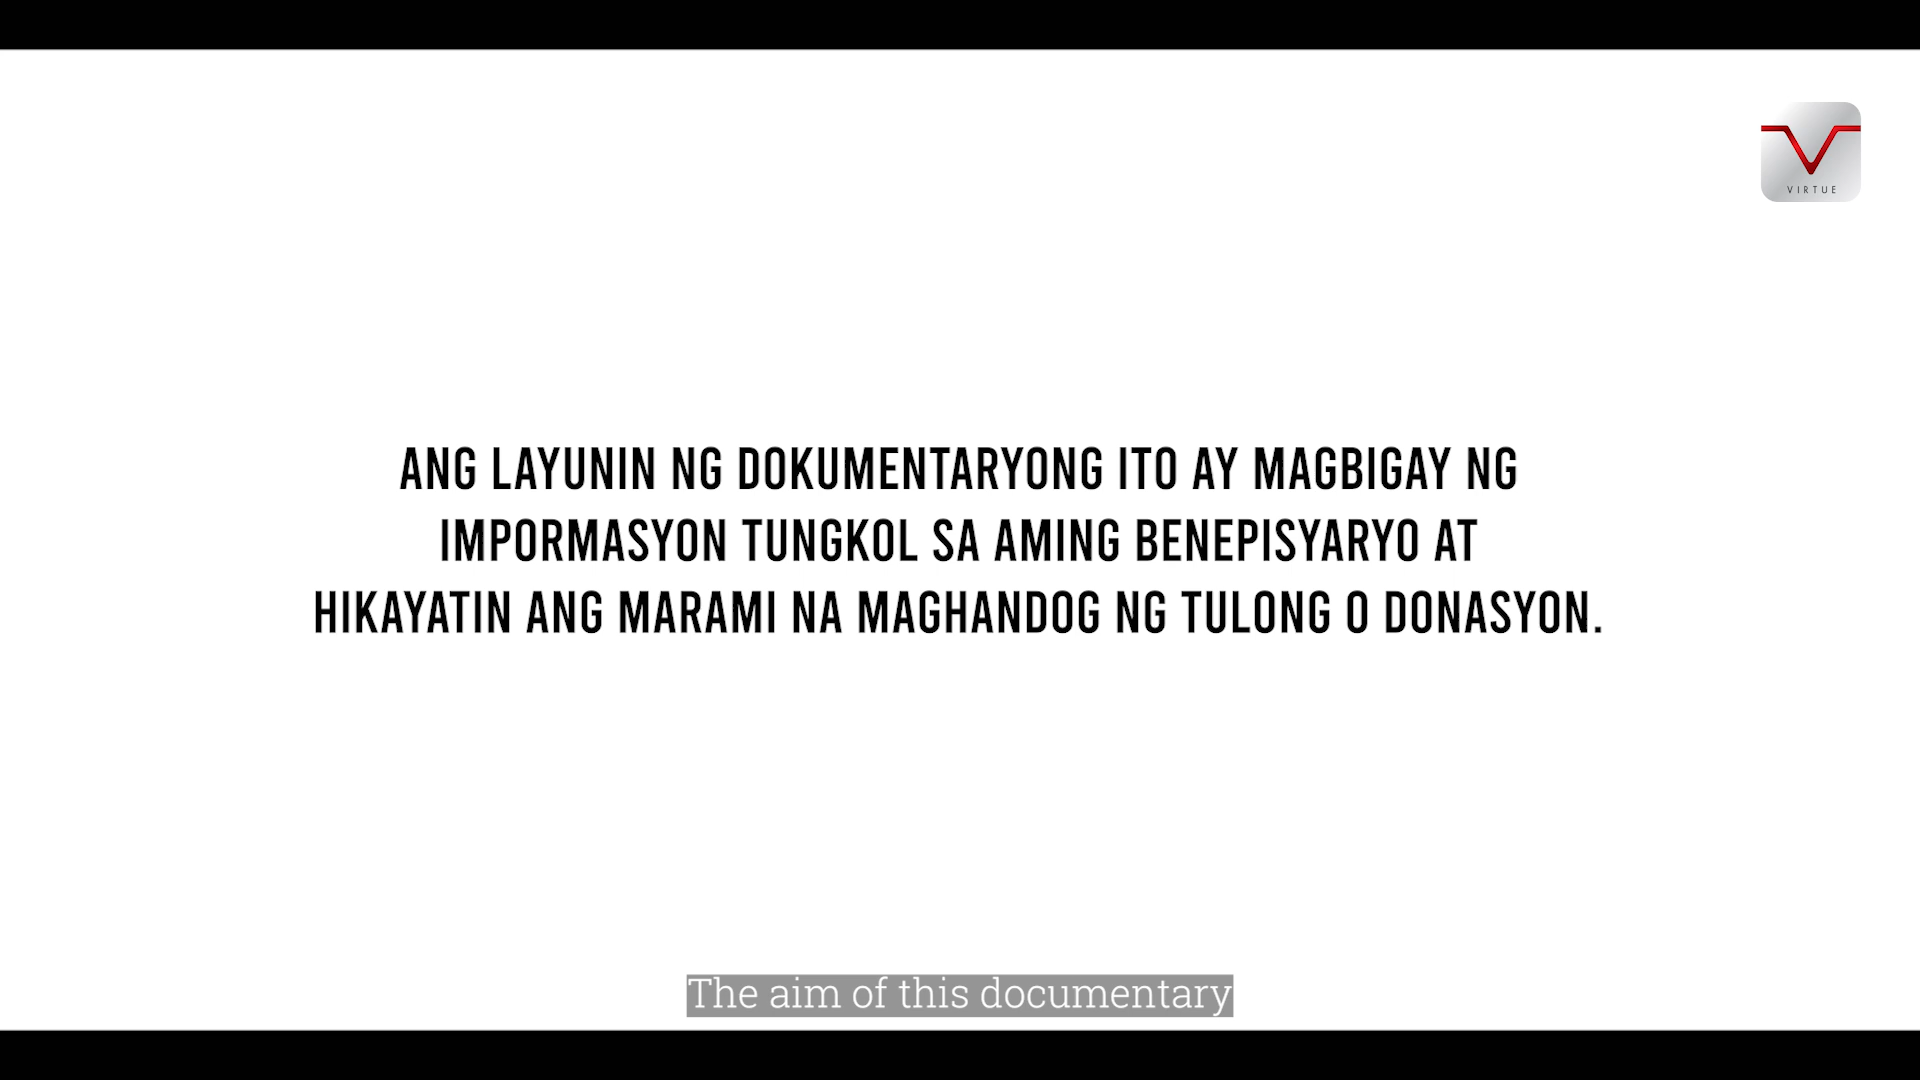 VIRTUE
ANG LAYUNIN NG DOKUMENTARYONG ITO AY MAGBIGAY NG
IMPORMASYON TUNGKOL SA AMING BENEPISYARYO AT
HIKAYATIN ANG MARAMI NA MAGHANDOG NG TULONG O DONASYON.
The aim of this documentary